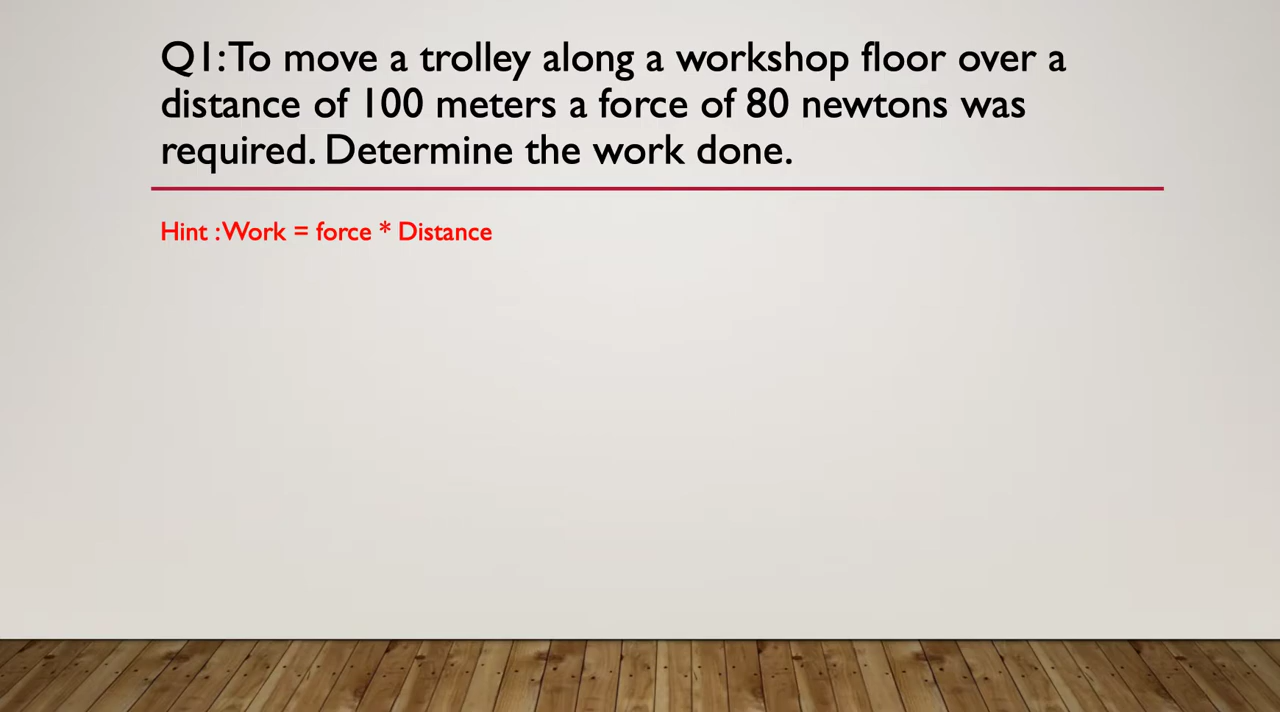 Q1: To move a trolley along a workshop floor over a
distance of 100 meters a force of 80 newtons was
required. Determine the work done.
Hint : Work = force * Distance